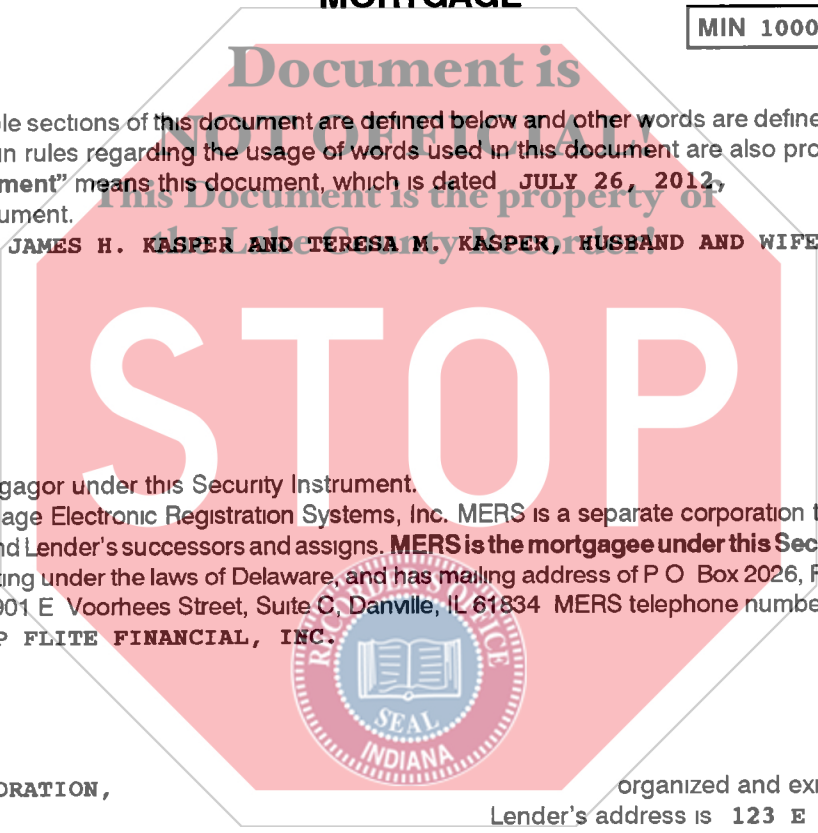 MORTGAGE
MIN 1000
Document is
le sections of this document are defined below and other words are define
NOT OFFICIAL!
in rules regarding the usage of words used in this document are also pro
ment” means this document, which is dated JULY 26, 2012,
This Document is the property of
ument.
JAMES H. KASPER AND TERESA M. KASPER, HUSBAND AND WIFE
the Lake County Recorder!
STOP
gagor under this Security Instrument.
age Electronic Registration Systems, Inc. MERS is a separate corporation t
nd Lender's successors and assigns. MERS is the mortgagee under this Sec
ting under the laws of Delaware, and has mailing address of P O Box 2026, F
901 E Voorhees Street, Suite C, Danville, IL 61834 MERS telephone numbe
P FLITE FINANCIAL, INC.
RECORDER'S OFFICE
SEAL
INDIANA
ORATION,
organized and exi
Lender's address is 123 E